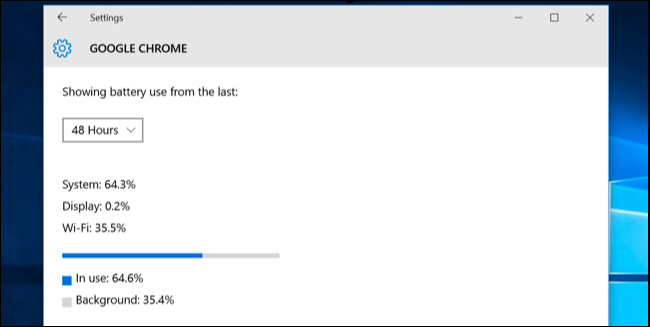 Settings
GOOGLE CHROME
Showing battery use from the last:
48 Hours
System: 64.3%
Display: 0.2%
Wi-Fi: 35.5%
In use: 64.6%
Background: 35.4%